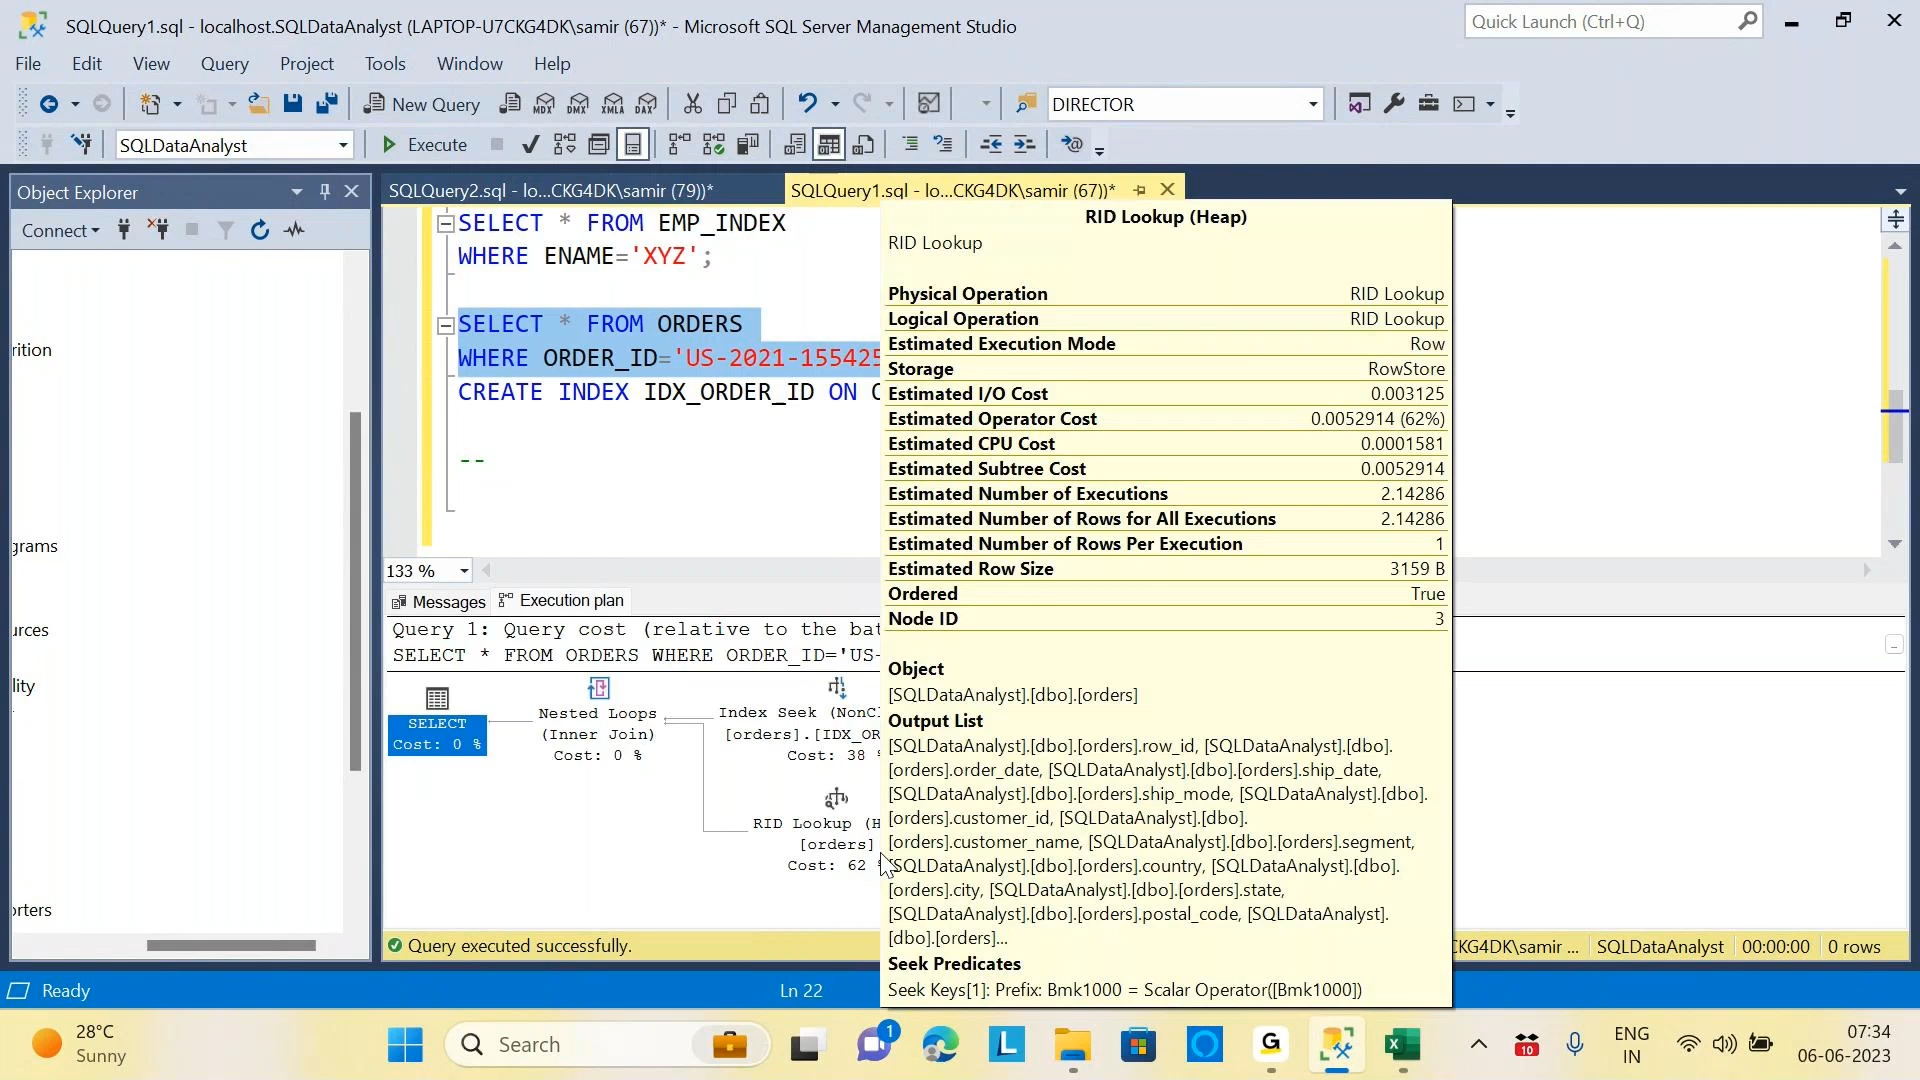 SQLQuery1.sql - localhost.SQLDataAnalyst (LAPTOP-U7CKG4DK\samir (67))* - Microsoft SQL Server Management Studio
Quick Launch (Ctrl+Q)
File Edit View Query Project Tools Window Help
New Query MDX DMX XMLA DAX DIRECTOR
SQLDataAnalyst Execute
Object Explorer
SQLQuery2.sql - lo...CKG4DK\samir (79))*
SQLQuery1.sql - lo...CKG4DK\samir (67))*
Connect
rition
grams
urces
lity
orters
SELECT * FROM EMP_INDEX
WHERE ENAME='XYZ';
SELECT * FROM ORDERS
WHERE ORDER_ID='US-2021-155425
CREATE INDEX IDX_ORDER_ID ON
--
133 %
Messages Execution plan
Query 1: Query cost (relative to the bat
SELECT * FROM ORDERS WHERE ORDER_ID='US-
SELECT
Cost: 0 %
Nested Loops
(Inner Join)
Cost: 0 %
Index Seek (NonCl
[orders].[IDX_OR
Cost: 38 %
RID Lookup (H
[orders]
Cost: 62
RID Lookup (Heap)
RID Lookup
Physical Operation RID Lookup
Logical Operation RID Lookup
Estimated Execution Mode Row
Storage RowStore
Estimated I/O Cost 0.003125
Estimated Operator Cost 0.0052914 (62%)
Estimated CPU Cost 0.0001581
Estimated Subtree Cost 0.0052914
Estimated Number of Executions 2.14286
Estimated Number of Rows for All Executions 2.14286
Estimated Number of Rows Per Execution 1
Estimated Row Size 3159 B
Ordered True
Node ID 3
Object
[SQLDataAnalyst].[dbo].[orders]
Output List
[SQLDataAnalyst].[dbo].[orders].row_id, [SQLDataAnalyst].[dbo].
[orders].order_date, [SQLDataAnalyst].[dbo].[orders].ship_date,
[SQLDataAnalyst].[dbo].[orders].ship_mode, [SQLDataAnalyst].[dbo].
[orders].customer_id, [SQLDataAnalyst].[dbo].
[orders].customer_name, [SQLDataAnalyst].[dbo].[orders].segment,
[SQLDataAnalyst].[dbo].[orders].country, [SQLDataAnalyst].[dbo].
[orders].city, [SQLDataAnalyst].[dbo].[orders].state,
[SQLDataAnalyst].[dbo].[orders].postal_code, [SQLDataAnalyst].
[dbo].[orders]...
Seek Predicates
Seek Keys[1]: Prefix: Bmk1000 = Scalar Operator([Bmk1000])
Query executed successfully.
CKG4DK\samir ... SQLDataAnalyst 00:00:00 0 rows
Ready
Ln 22
28°C
Sunny
Search
1
L
G
10
ENG
IN
07:34
06-06-2023